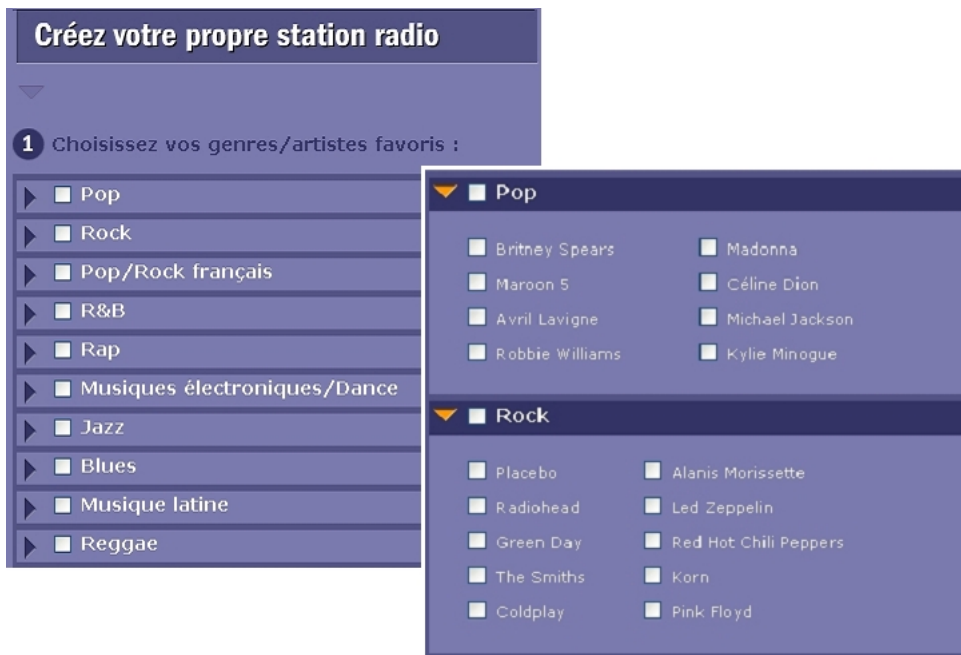 Créez votre propre station radio
1 Choisissez vos genres/artistes favoris :
Pop
Rock
Pop/Rock français
R&B
Rap
Musiques électroniques/Dance
Jazz
Blues
Musique latine
Reggae
Pop
Britney Spears Madonna
Maroon 5 Céline Dion
Avril Lavigne Michael Jackson
Robbie Williams Kylie Minogue
Rock
Placebo Alanis Morissette
Radiohead Led Zeppelin
Green Day Red Hot Chili Peppers
The Smiths Korn
Coldplay Pink Floyd